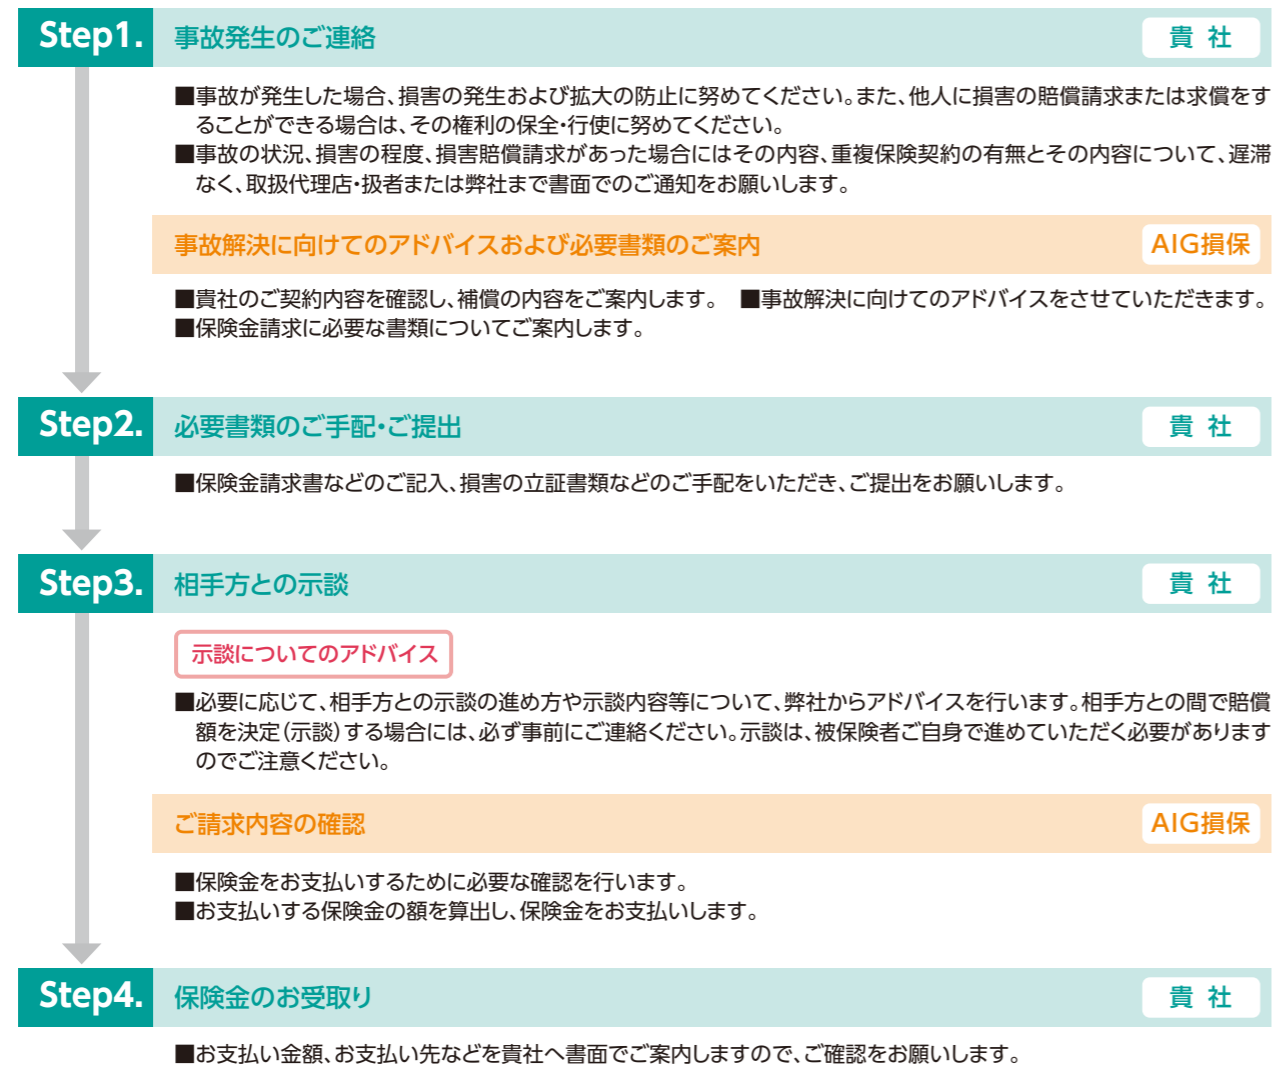 Step1. 事故発生のご連絡 貴 社
■事故が発生した場合、損害の発生および拡大の防止に努めてください。また、他人に損害の賠償請求または求償をす
ることができる場合は、その権利の保全・行使に努めてください。
■事故の状況、損害の程度、損害賠償請求があった場合にはその内容、重複保険契約の有無とその内容について、遅滞
なく、取扱代理店・扱者または弊社まで書面でのご通知をお願いします。
事故解決に向けてのアドバイスおよび必要書類のご案内 AIG損保
■貴社のご契約内容を確認し、補償の内容をご案内します。 ■事故解決に向けてのアドバイスをさせていただきます。
■保険金請求に必要な書類についてご案内します。
Step2. 必要書類のご手配・ご提出 貴 社
■保険金請求書などのご記入、損害の立証書類などのご手配をいただき、ご提出をお願いします。
Step3. 相手方との示談 貴 社
示談についてのアドバイス
■必要に応じて、相手方との示談の進め方や示談内容等について、弊社からアドバイスを行います。相手方との間で賠償
額を決定(示談)する場合には、必ず事前にご連絡ください。示談は、被保険者ご自身で進めていただく必要があります
のでご注意ください。
ご請求内容の確認 AIG損保
■保険金をお支払いするために必要な確認を行います。
■お支払いする保険金の額を算出し、保険金をお支払いします。
Step4. 保険金のお受取り 貴 社
■お支払い金額、お支払い先などを貴社へ書面でご案内しますので、ご確認をお願いします。